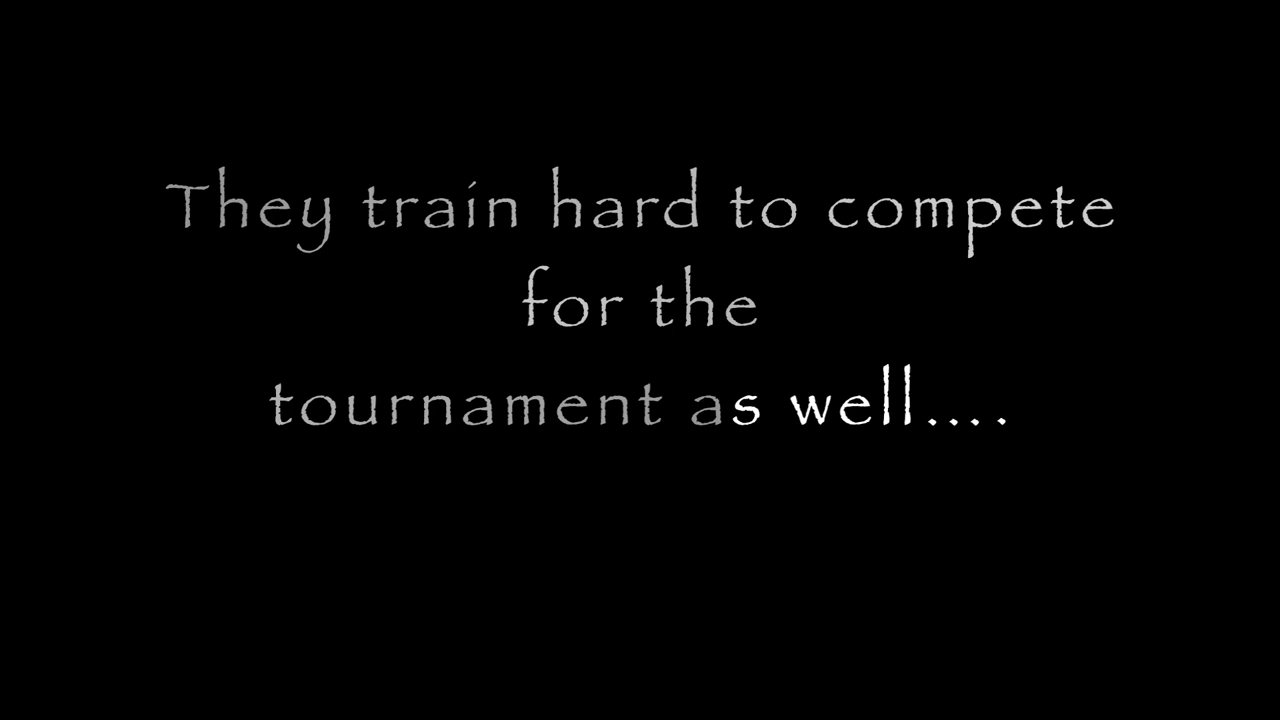 They train hard to compete
for the
tournament as well....